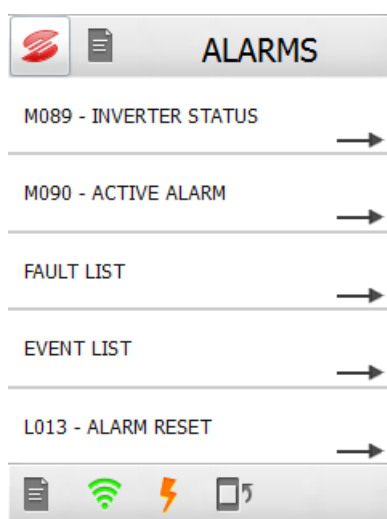 ALARMS
M089 - INVERTER STATUS
M090 - ACTIVE ALARM
FAULT LIST
EVENT LIST
L013 - ALARM RESET